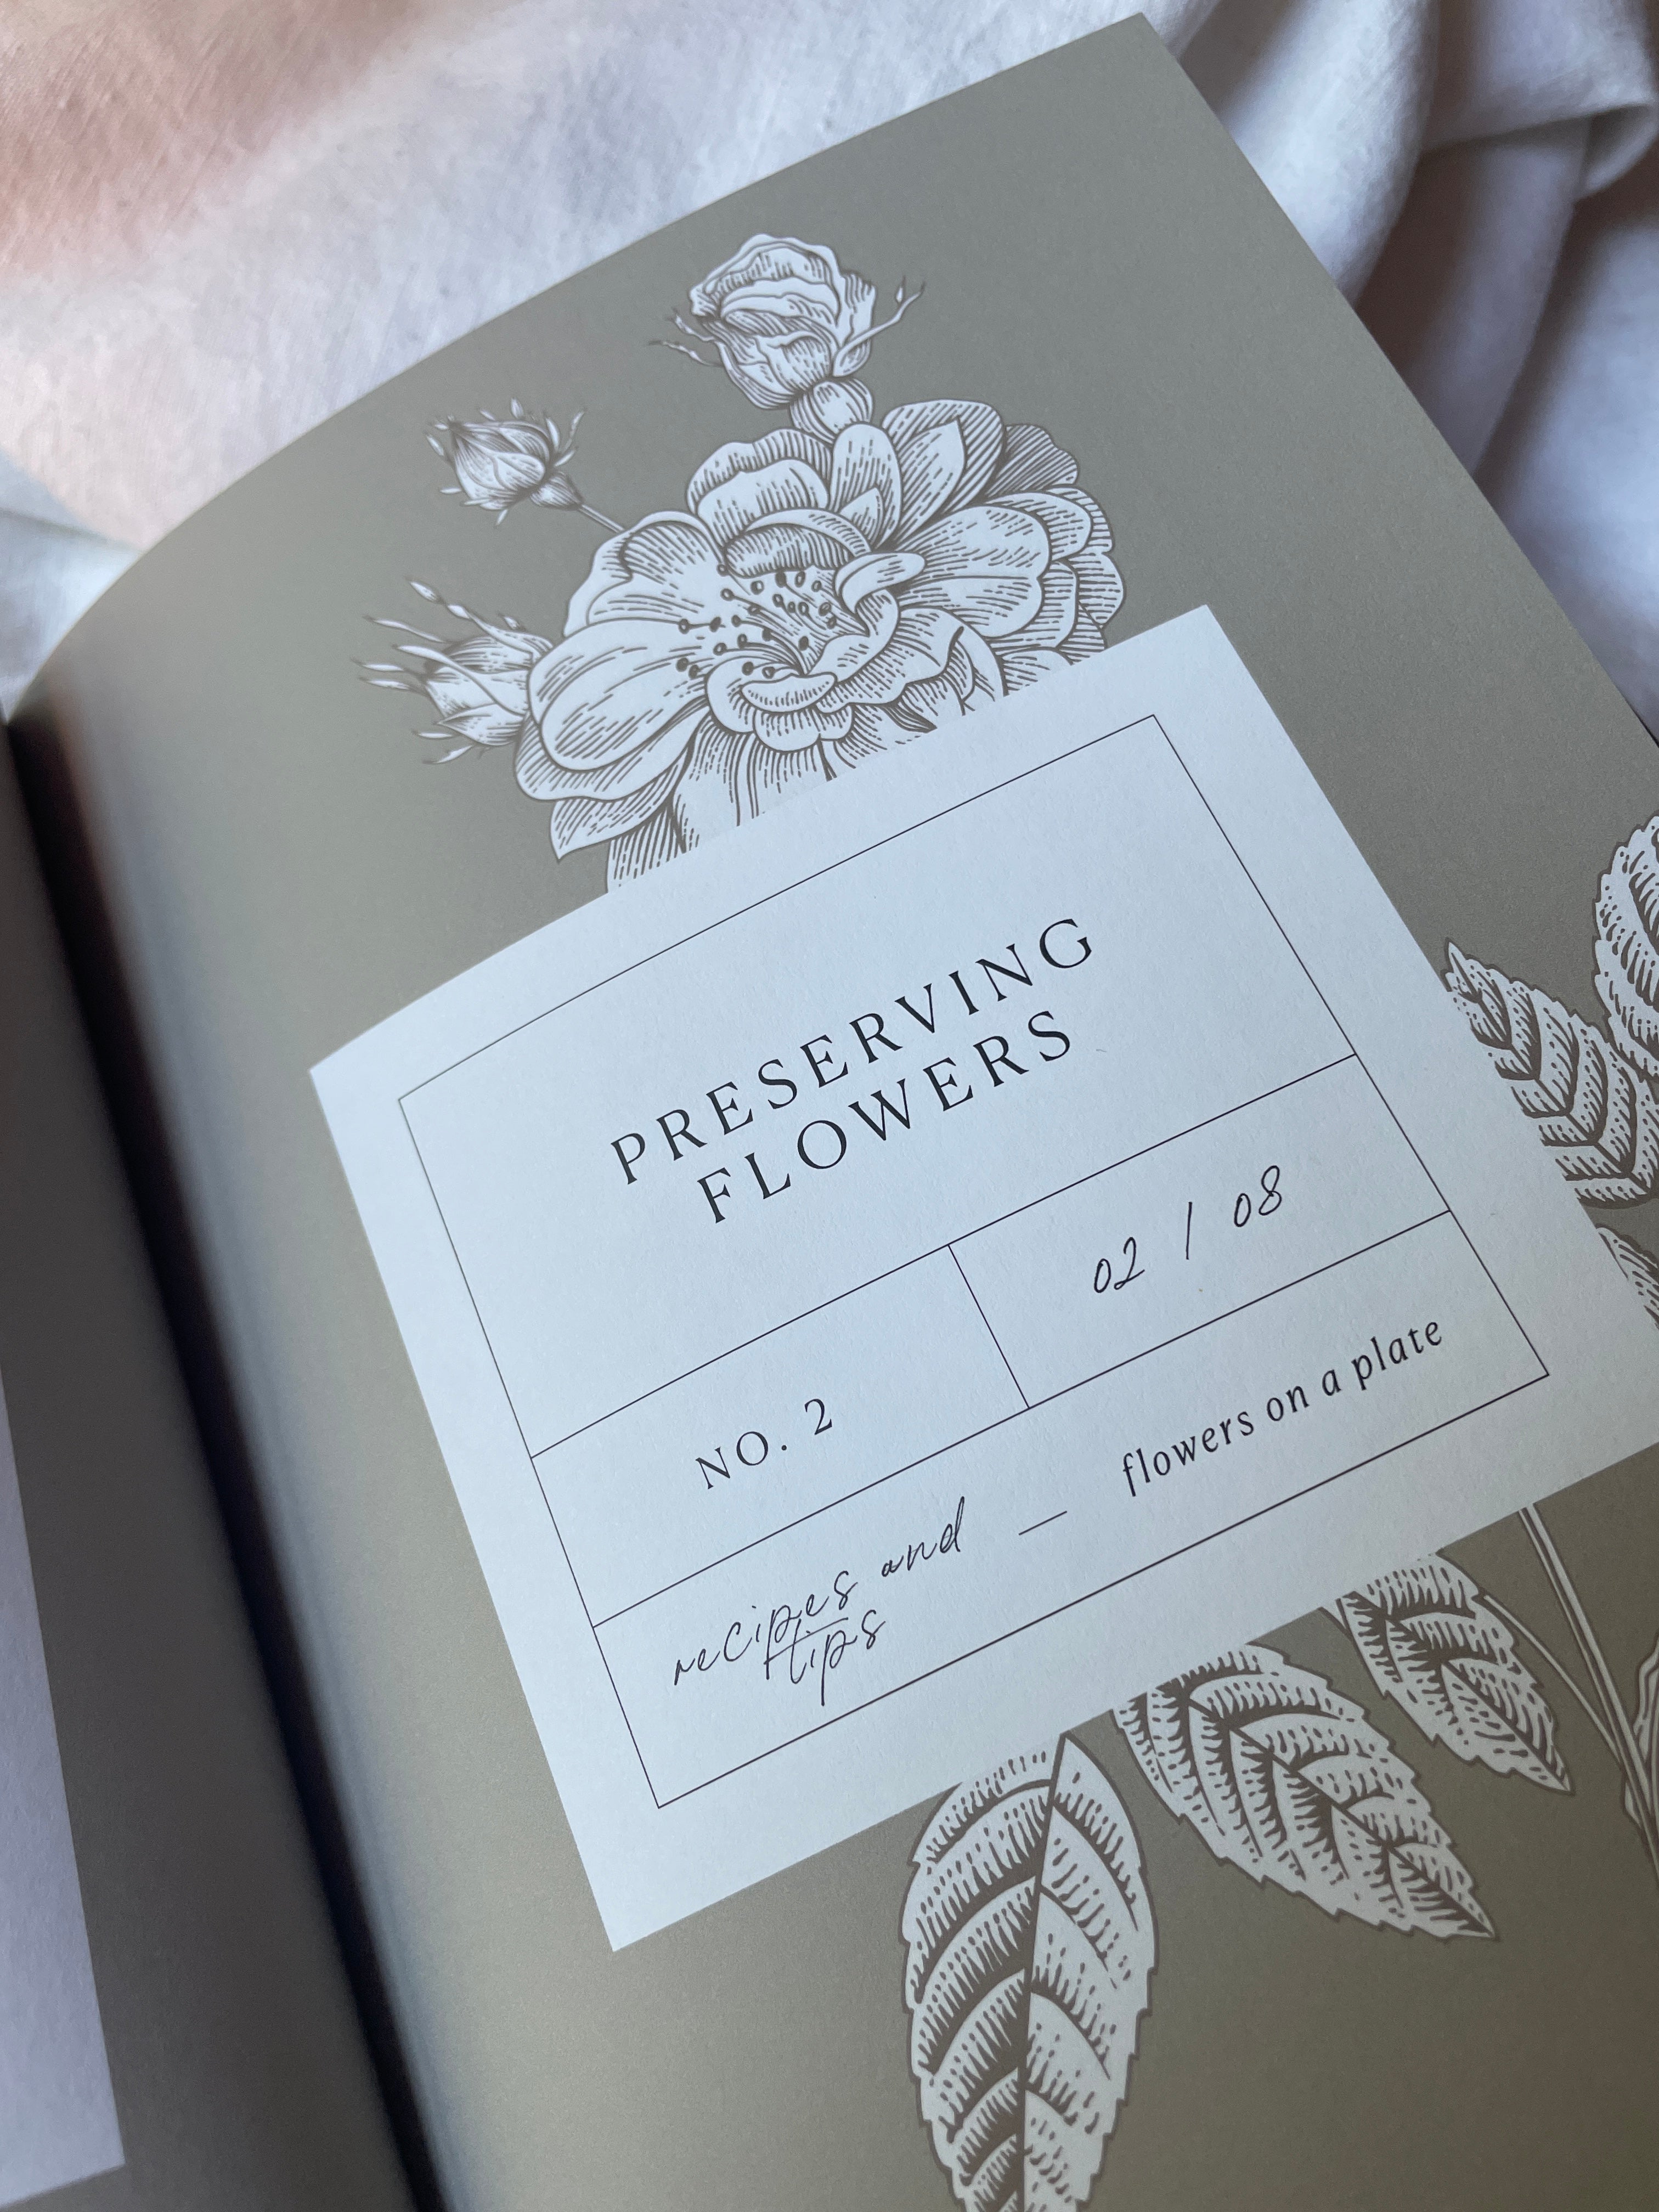 PRESERVING
FLOWERS
NO. 2
02 / 08
recipes and
tips
— flowers on a plate